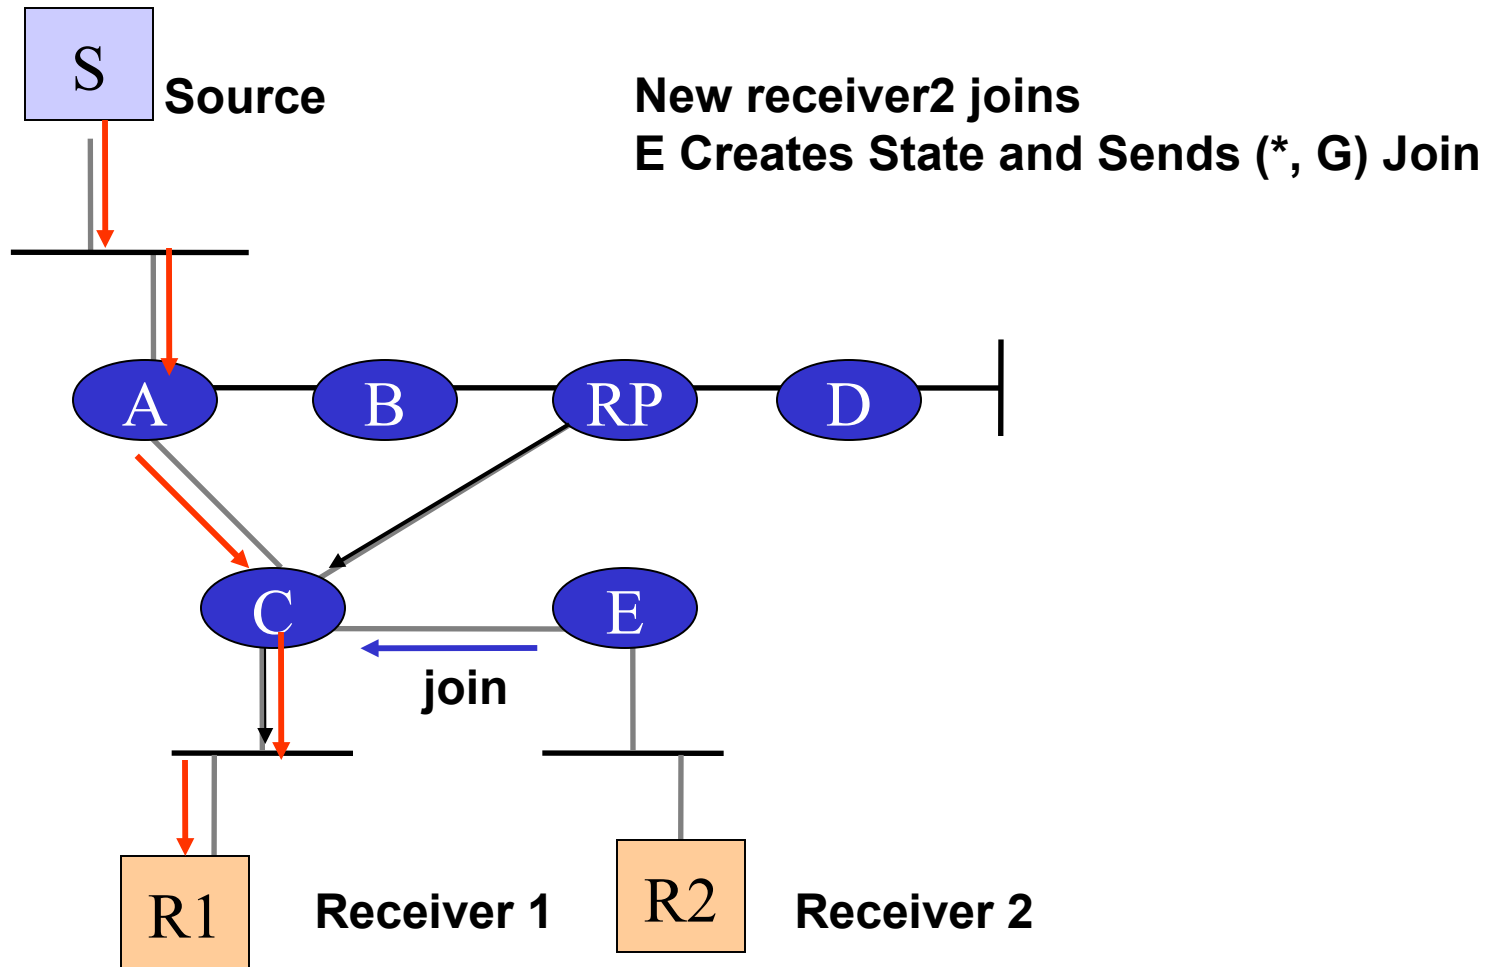 S
Source
New receiver2 joins
E Creates State and Sends (*, G) Join
A
B
RP
D
C
E
join
R1
Receiver 1
R2
Receiver 2